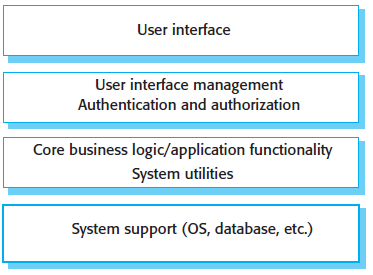 User interface
User interface management
Authentication and authorization
Core business logic/application functionality
System utilities
System support (OS, database, etc.)